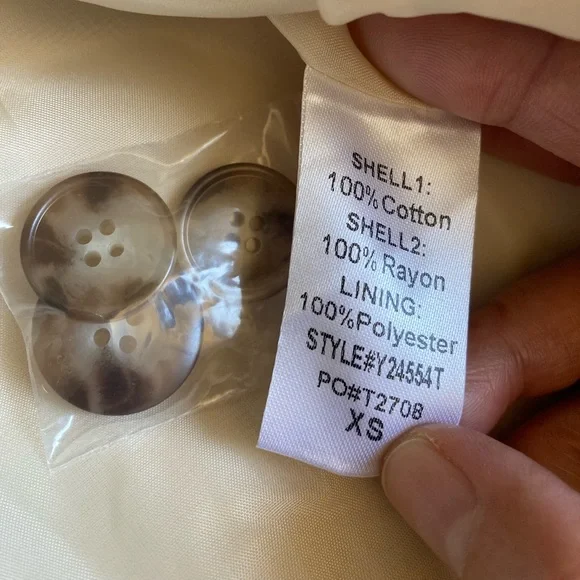 SHELL1:
100%Cotton
SHELL2:
100% Rayon
LINING:
100%Polyester
STYLE#Y24554T
PO#T2708
XS